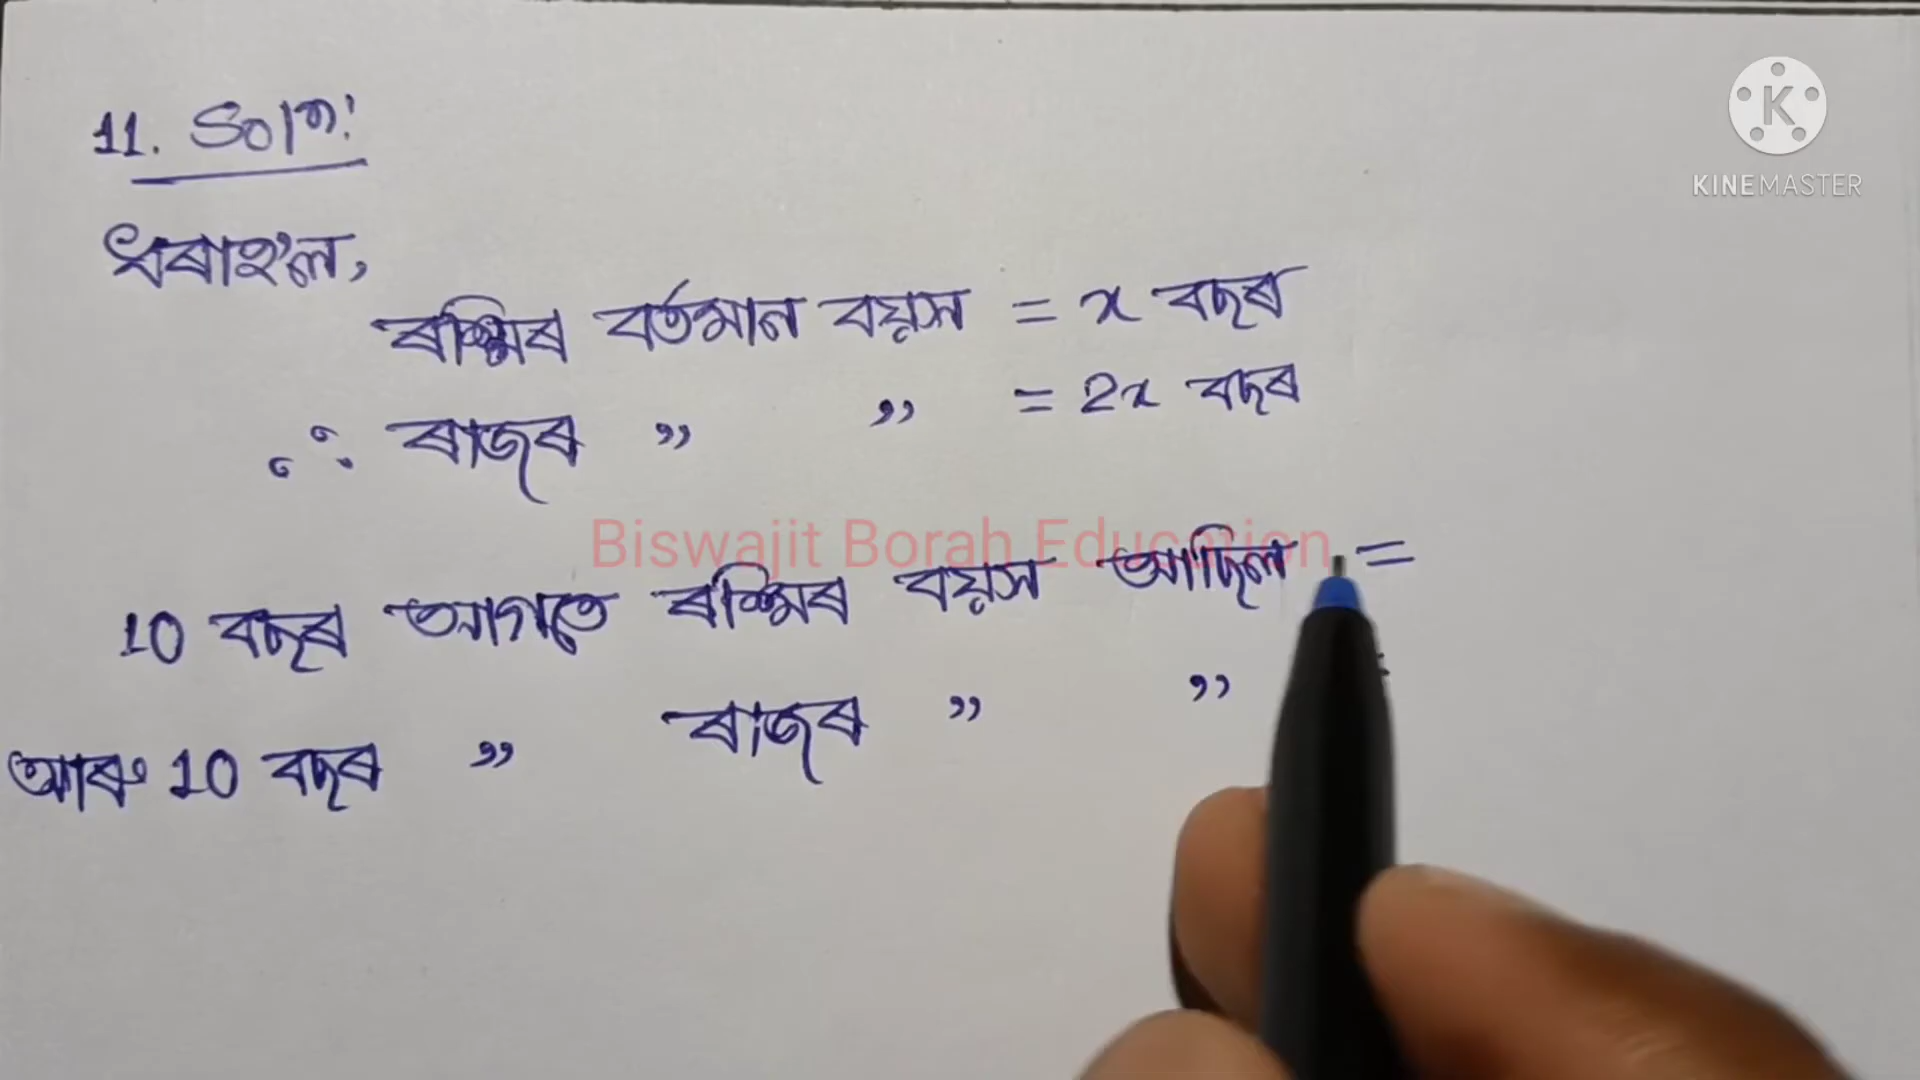 11. Solⁿ:
KINEMASTER
ধৰাহ'ল,
ৰশ্মিৰ বৰ্তমান বয়স = x বছৰ
∴ ৰাজৰ " " = 2x বছৰ
Biswajit Borah Education
10 বছৰ আগতে ৰশ্মিৰ বয়স আছিল =
আৰু 10 বছৰ " ৰাজৰ " "